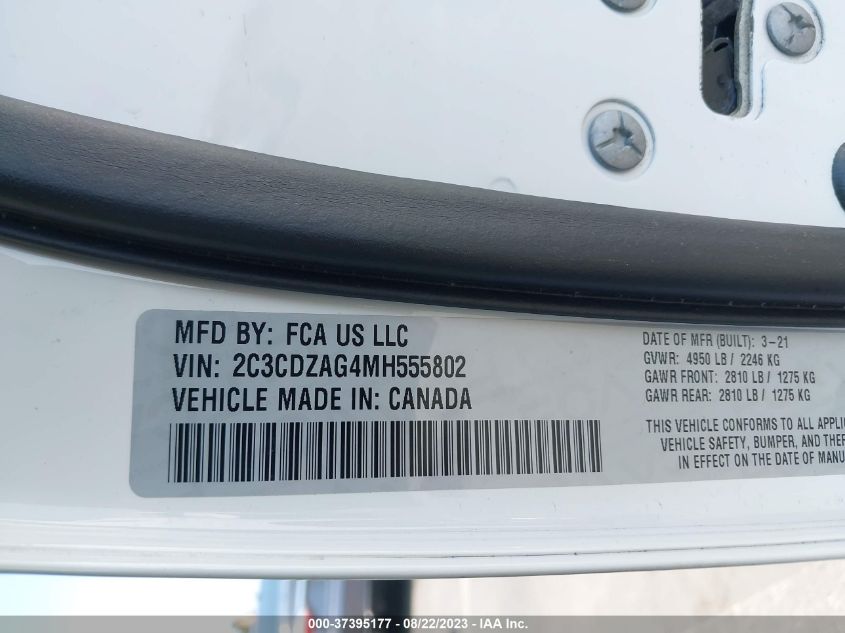 MFD BY: FCA US LLC
VIN: 2C3CDZAG4MH555802
VEHICLE MADE IN: CANADA
DATE OF MFR (BUILT): 3-21
GVWR: 4950 LB / 2246 KG
GAWR FRONT: 2810 LB / 1275 KG
GAWR REAR: 2810 LB / 1275 KG
THIS VEHICLE CONFORMS TO ALL APPLI
VEHICLE SAFETY, BUMPER, AND THEF
IN EFFECT ON THE DATE OF MANU
000-37395177 - 08/22/2023 - IAA Inc.